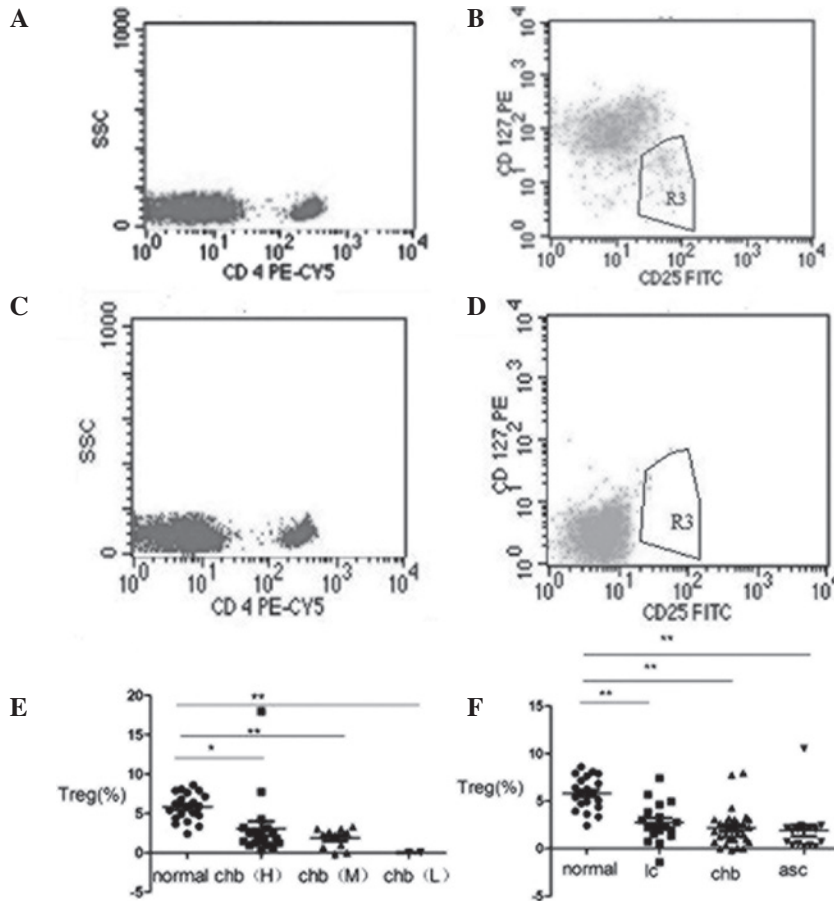 A
1000
SSC
0
10^0 10^1 10^2 10^3 10^4
CD 4 PE-CY5
B
10^4
10^3
10^2
10^1
10^0
CD 127 PE
R3
10^0 10^1 10^2 10^3 10^4
CD25 FITC
C
1000
SSC
0
10^0 10^1 10^2 10^3 10^4
CD 4 PE-CY5
D
10^4
10^3
10^2
10^1
10^0
CD 127 PE
R3
10^0 10^1 10^2 10^3 10^4
CD25 FITC
E
**
**
*
20
15
10
5
0
-5
Treg(%)
normal chb (H) chb (M) chb (L)
F
**
**
**
15
10
5
0
-5
Treg(%)
normal lc chb asc